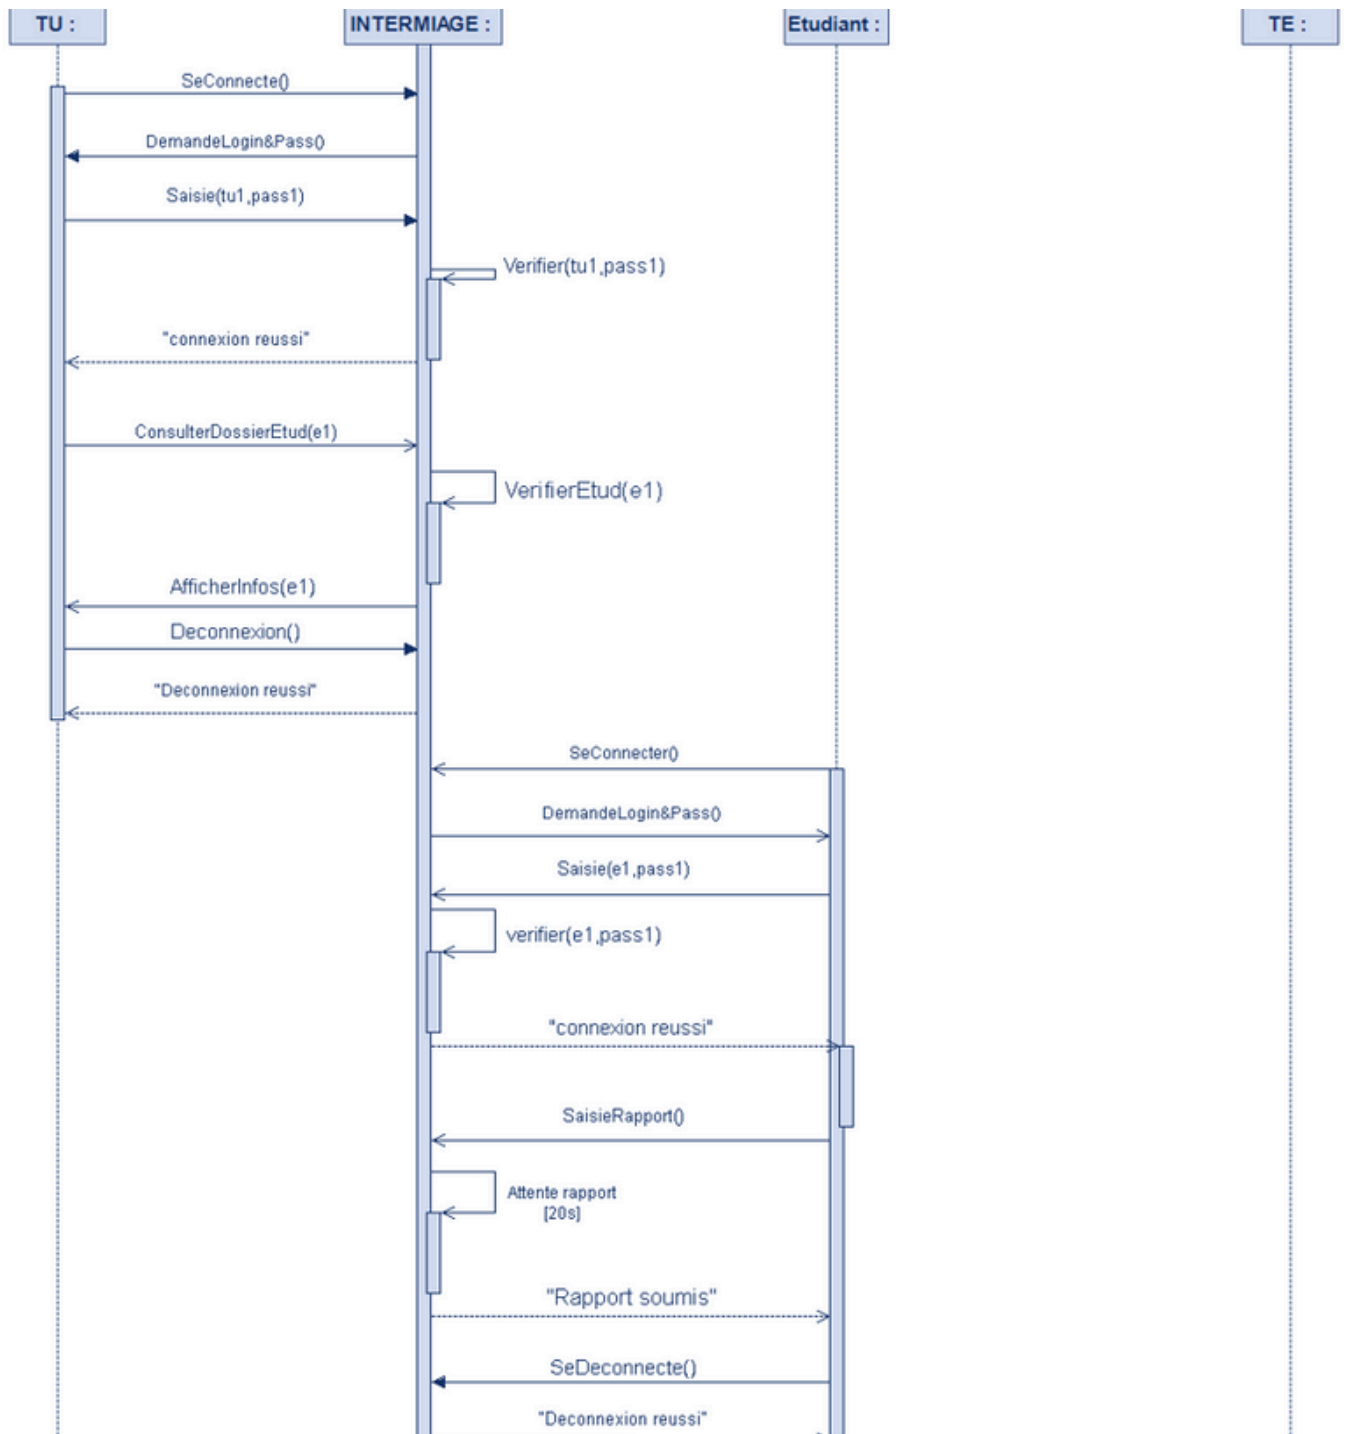 TU :
INTERMIAGE :
Etudiant :
TE :
SeConnecte()
DemandeLogin&Pass()
Saisie(tu1,pass1)
Verifier(tu1,pass1)
"connexion reussi"
ConsulterDossierEtud(e1)
VerifierEtud(e1)
AfficherInfos(e1)
Deconnexion()
"Deconnexion reussi"
SeConnecter()
DemandeLogin&Pass()
Saisie(e1,pass1)
verifier(e1,pass1)
"connexion reussi"
SaisieRapport()
Attente rapport
[20s]
"Rapport soumis"
SeDeconnecte()
"Deconnexion reussi"